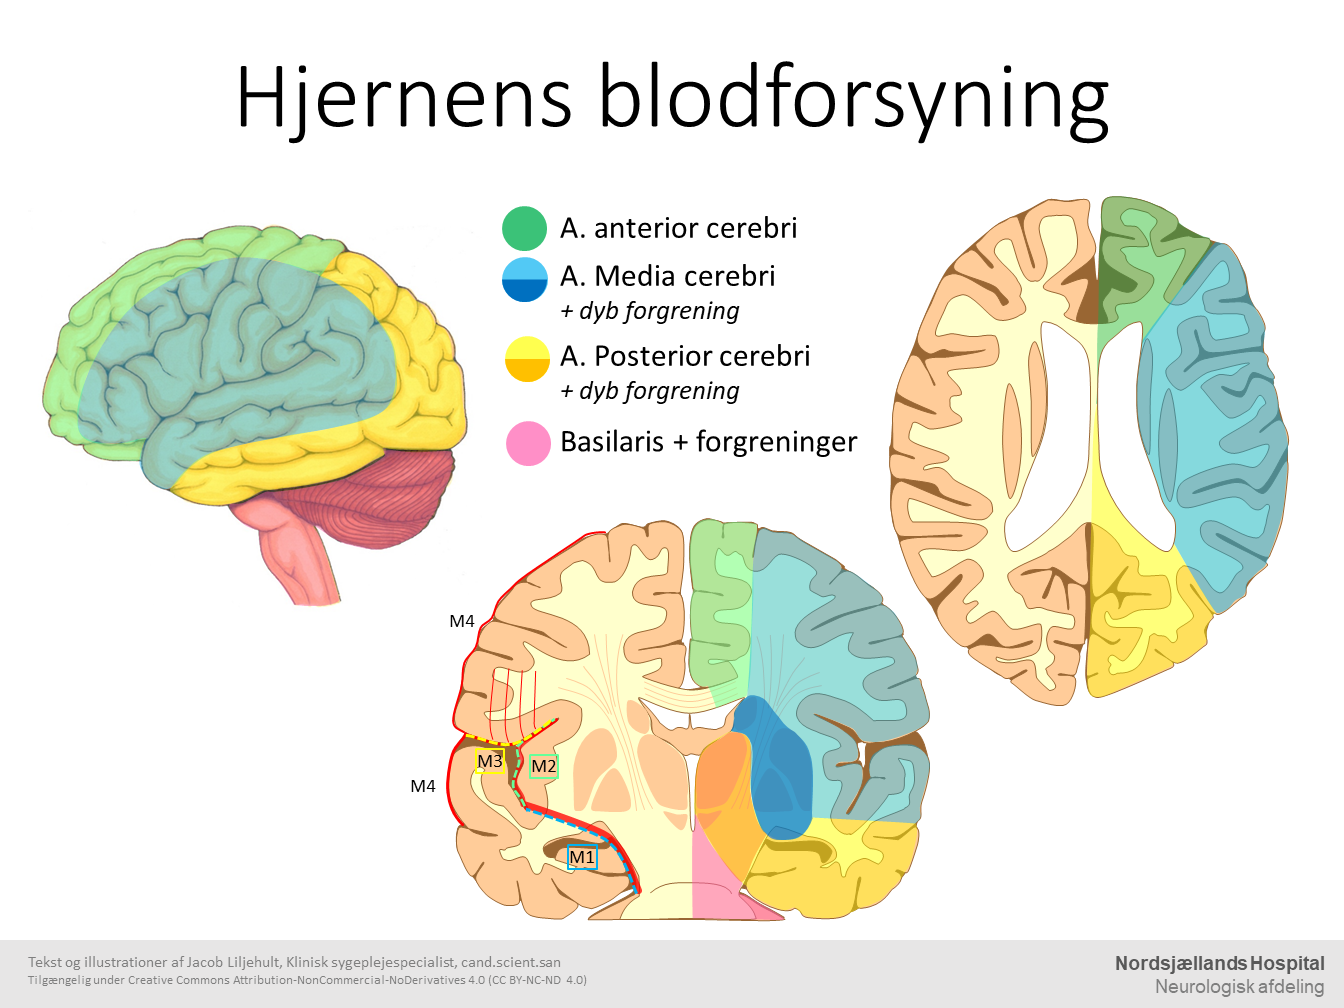 Hjernens blodforsyning
A. anterior cerebri
A. Media cerebri
+ dyb forgrening
A. Posterior cerebri
+ dyb forgrening
Basilaris + forgreninger
M4
M3
M2
M4
M1
Tekst og illustrationer af Jacob Liljehult, Klinisk sygeplejespecialist, cand.scient.san
Tilgængelig under Creative Commons Attribution-NonCommercial-NoDerivatives 4.0 (CC BY-NC-ND 4.0)
Nordsjællands Hospital
Neurologisk afdeling